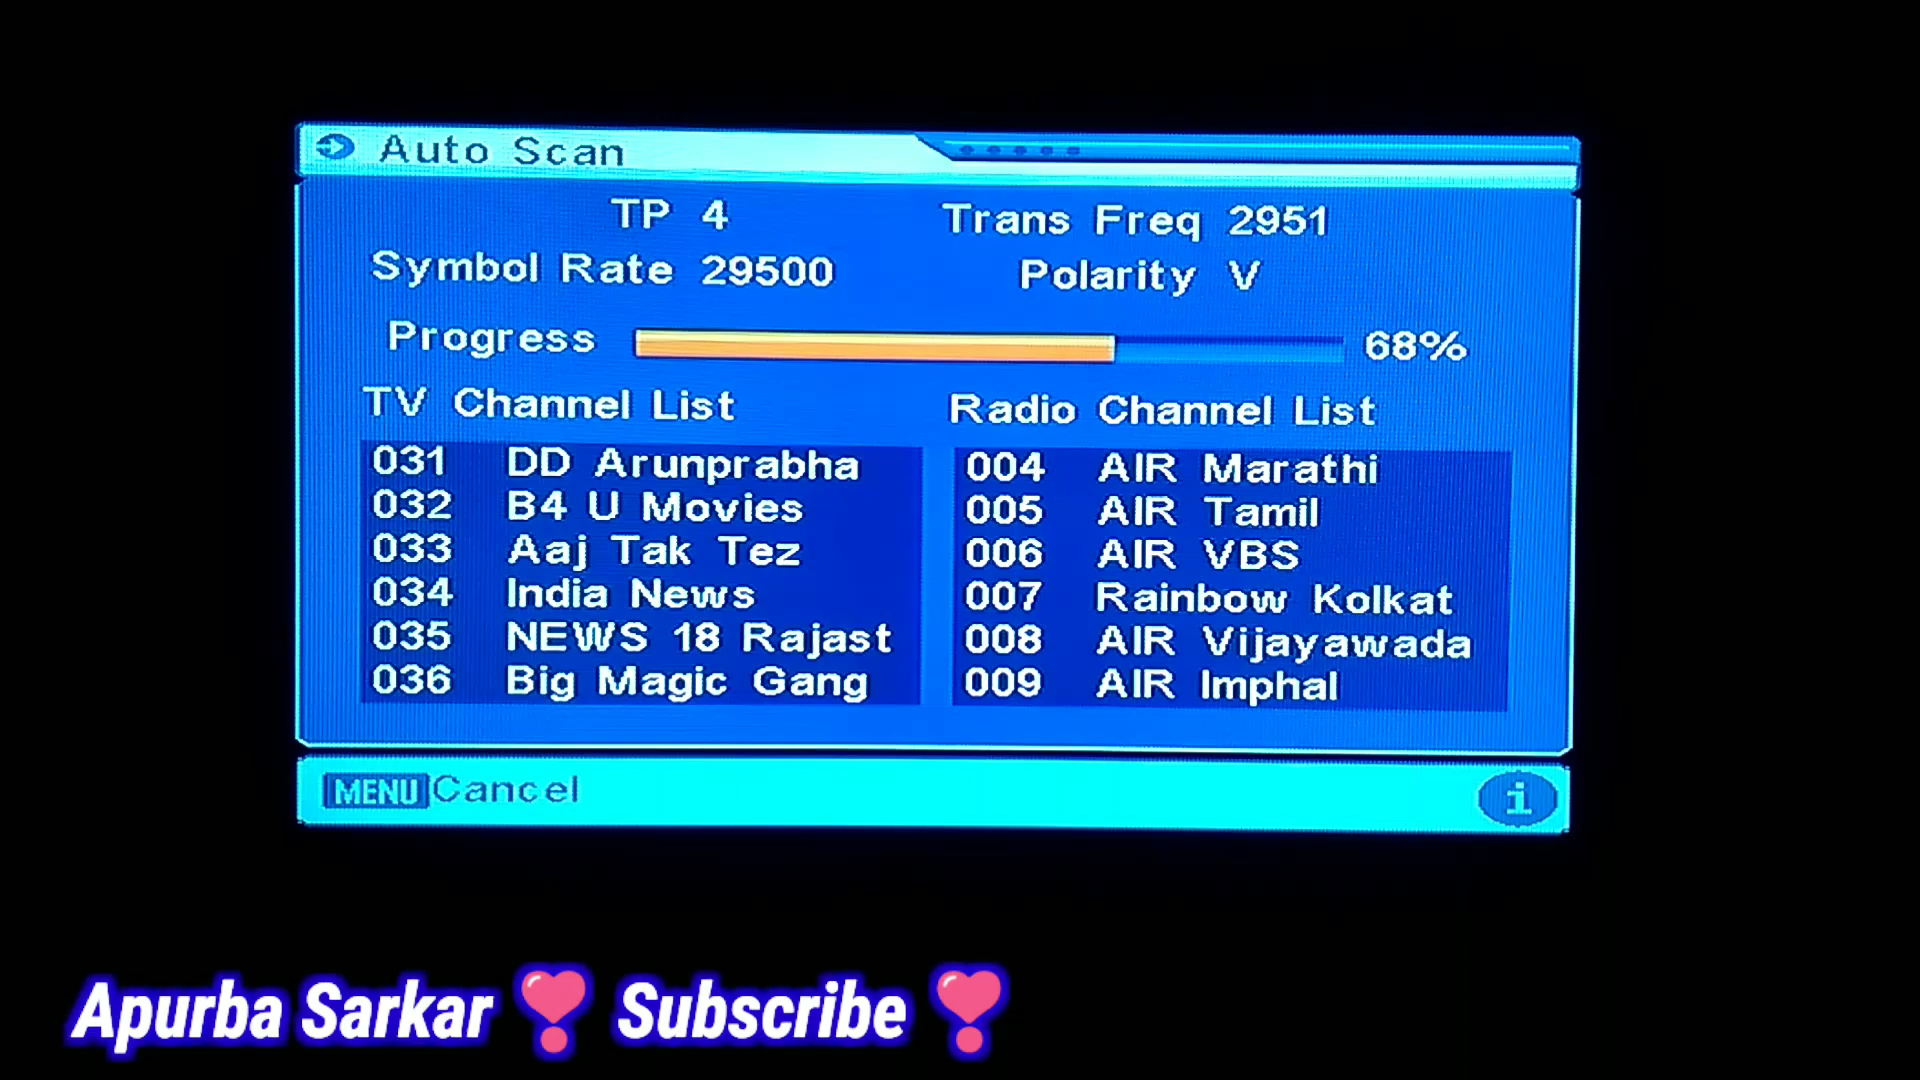 Auto Scan
TP 4 Trans Freq 2951
Symbol Rate 29500 Polarity V
Progress 68%
TV Channel List Radio Channel List
031 DD Arunprabha 004 AIR Marathi
032 B4 U Movies 005 AIR Tamil
033 Aaj Tak Tez 006 AIR VBS
034 India News 007 Rainbow Kolkat
035 NEWS 18 Rajast 008 AIR Vijayawada
036 Big Magic Gang 009 AIR Imphal
MENU Cancel i
Apurba Sarkar ❣ Subscribe ❣